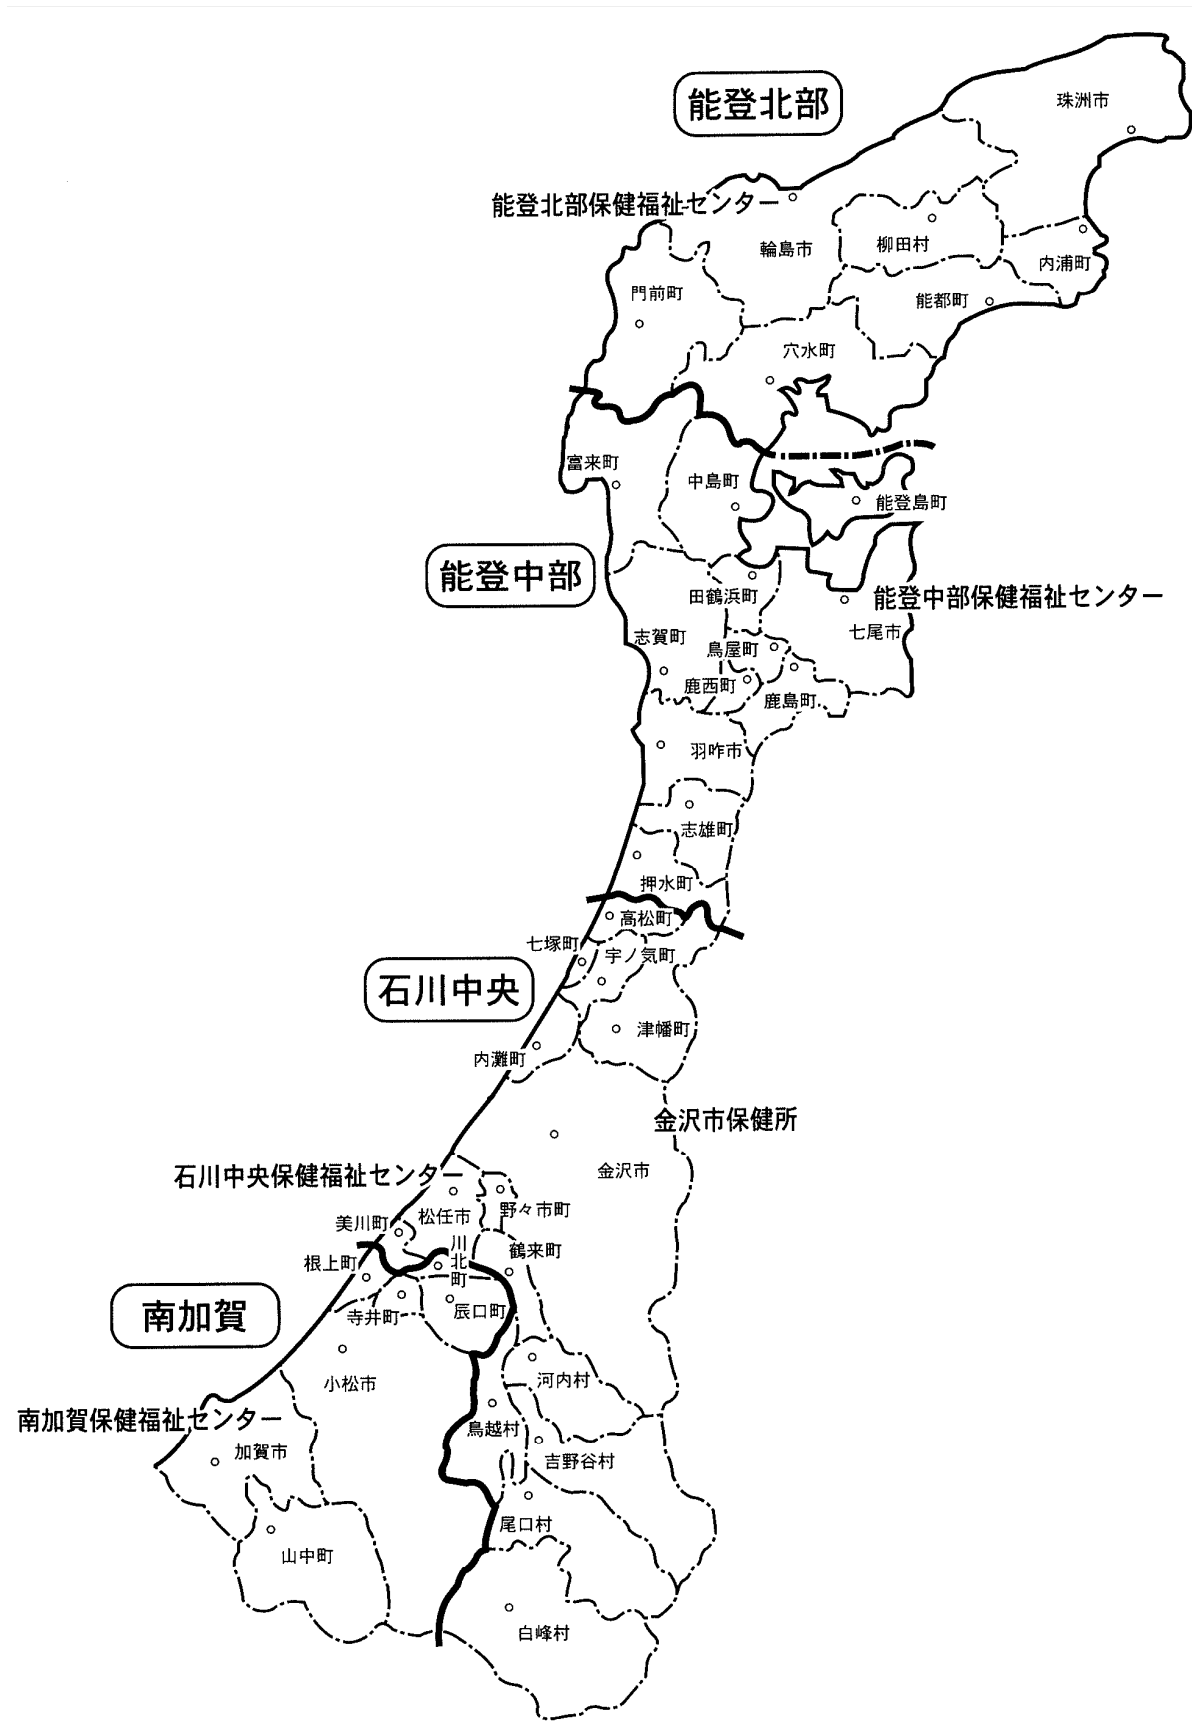 能登北部
珠洲市
能登北部保健福祉センター
輪島市
柳田村
内浦町
門前町
能都町
穴水町
富来町
中島町
能登島町
能登中部
田鶴浜町
能登中部保健福祉センター
七尾市
志賀町
鳥屋町
鹿西町
鹿島町
羽咋市
志雄町
押水町
高松町
七塚町
宇ノ気町
石川中央
津幡町
内灘町
金沢市保健所
金沢市
石川中央保健福祉センター
野々市町
松任市
美川町
川北町
鶴来町
根上町
南加賀
寺井町
辰口町
小松市
河内村
南加賀保健福祉センター
鳥越村
加賀市
吉野谷村
尾口村
山中町
白峰村